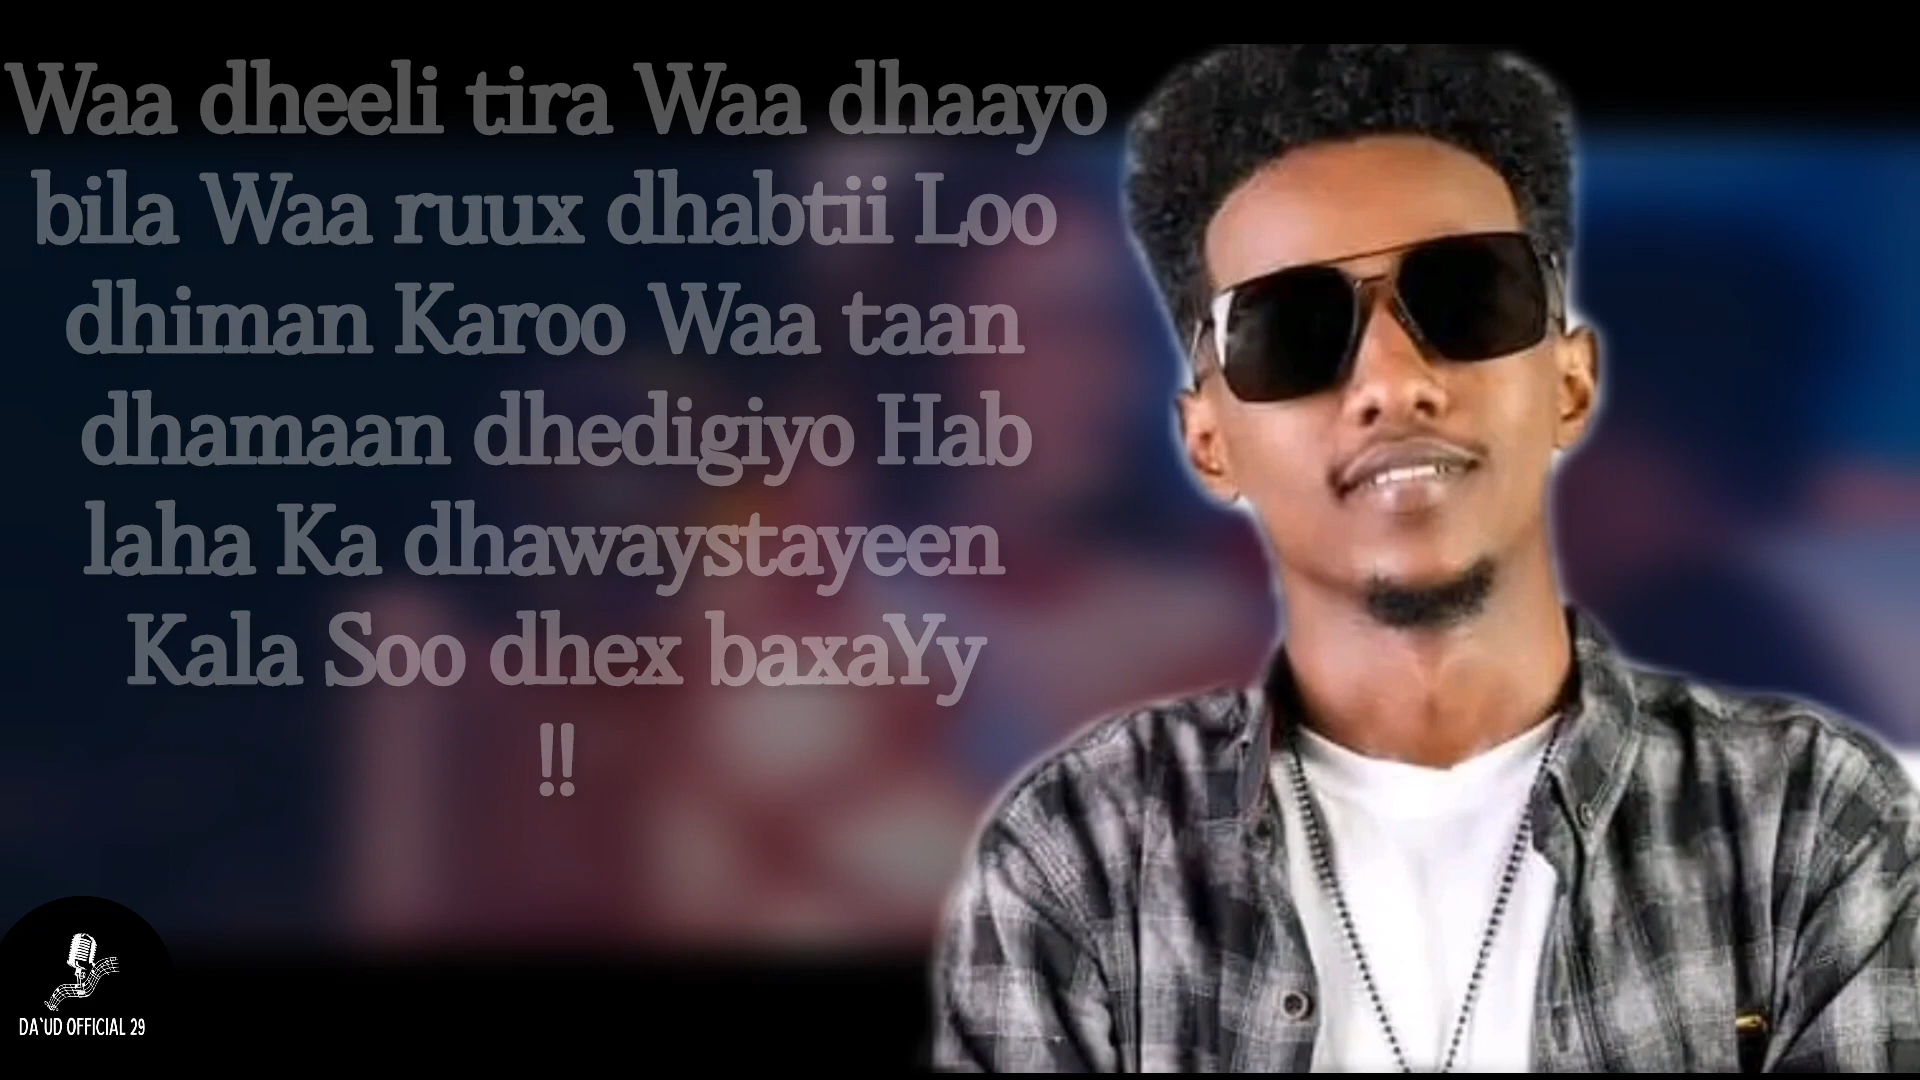 Waa dheeli tira Waa dhaayo
bila Waa ruux dhabtii Loo
dhiman Karoo Waa taan
dhamaan dhedigiyo Hab
laha Ka dhawaystayeen
Kala Soo dhex baxaYy
!!
DA`UD OFFICIAL 29